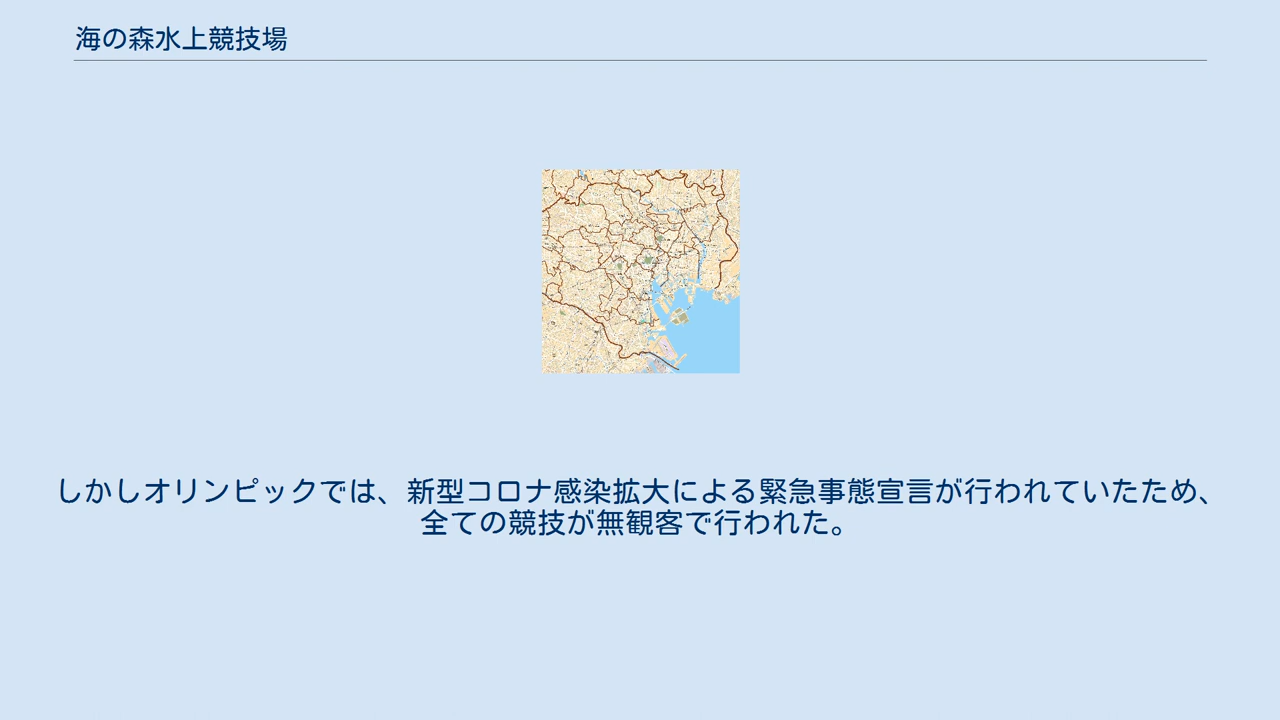 海の森水上競技場
しかしオリンピックでは、新型コロナ感染拡大による緊急事態宣言が行われていたため、
全ての競技が無観客で行われた。